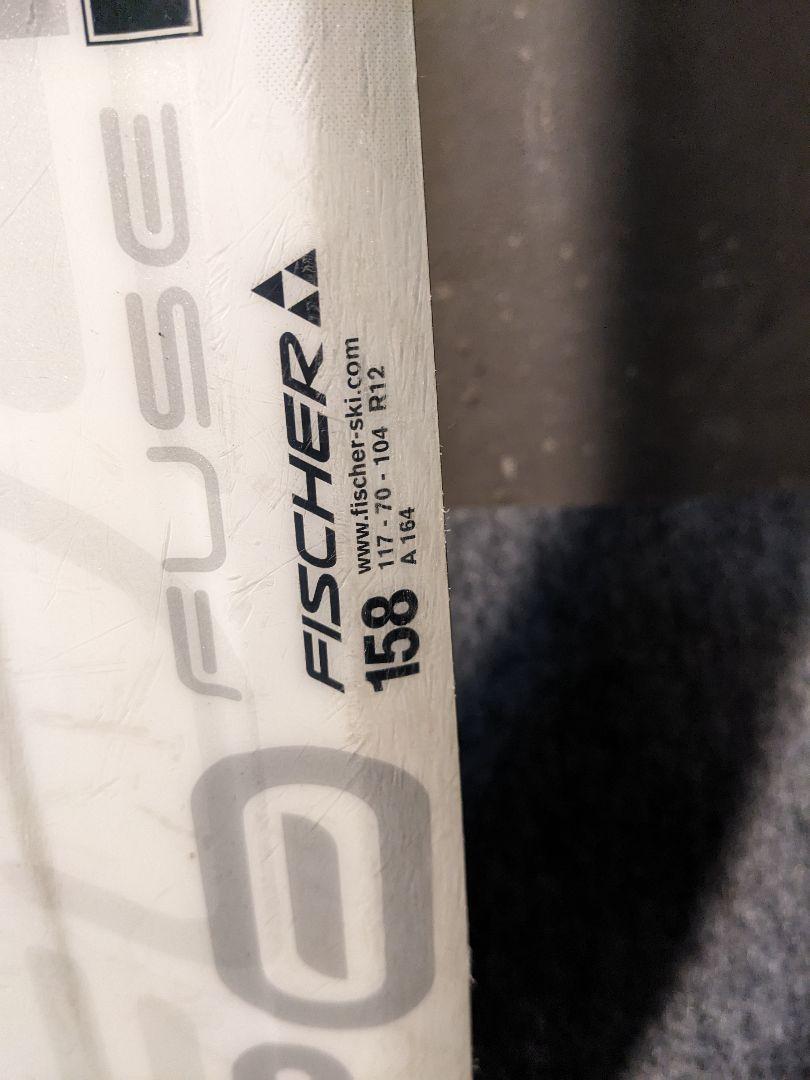 FUSE
FISCHER
www.fischer-ski.com
158
117 - 70 - 104 R12
A 164